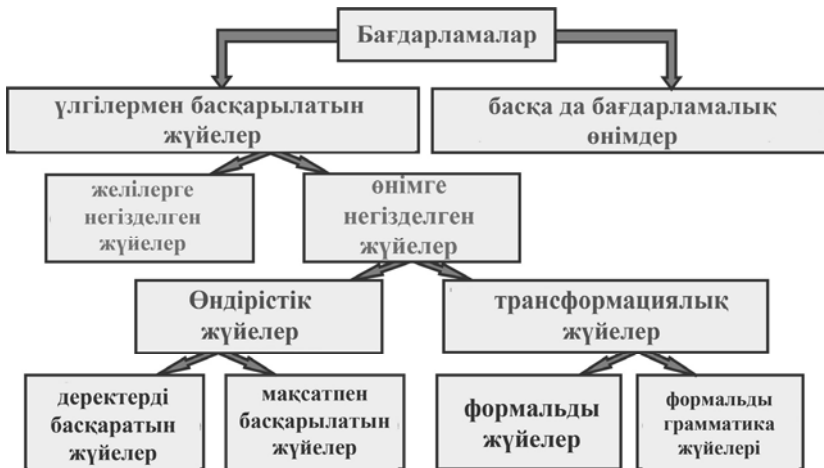 Бағдарламалар
үлгілермен басқарылатын
жүйелер
басқа да бағдарламалық
өнімдер
желілерге
негізделген
жүйелер
өнімге
негізделген
жүйелер
Өндірістік
жүйелер
трансформациялық
жүйелер
деректерді
басқаратын
жүйелер
мақсатпен
басқарылатын
жүйелер
формальды
жүйелер
формальды
грамматика
жүйелері